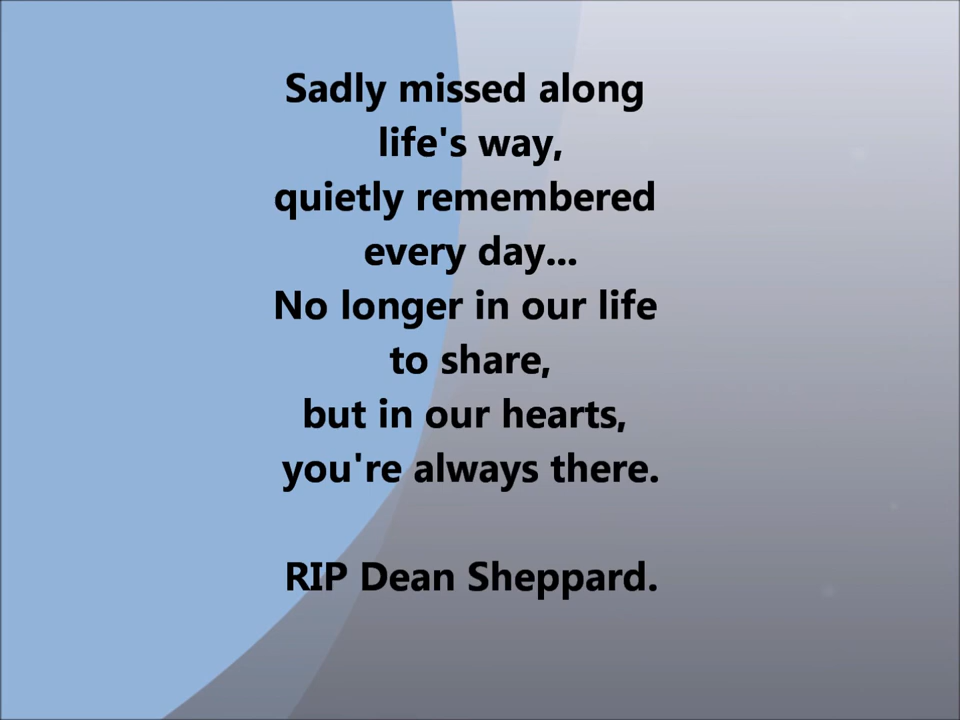 Sadly missed along
life's way,
quietly remembered
every day...
No longer in our life
to share,
but in our hearts,
you're always there.
RIP Dean Sheppard.